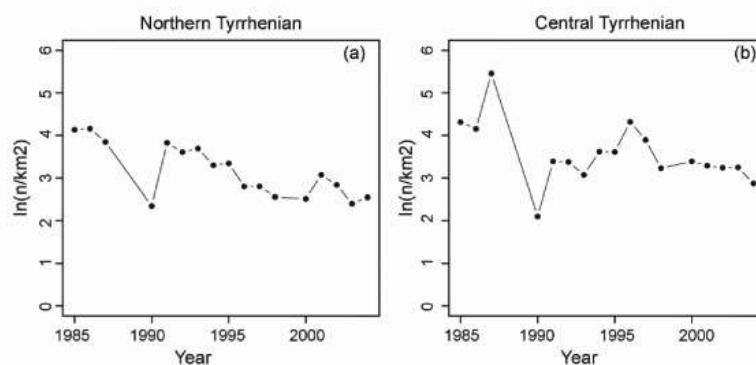 Northern Tyrrhenian
Central Tyrrhenian
(a)
(b)
ln(n/km2)
6
5
4
3
2
1
0
1985 1990 1995 2000
Year
ln(n/km2)
6
5
4
3
2
1
0
1985 1990 1995 2000
Year